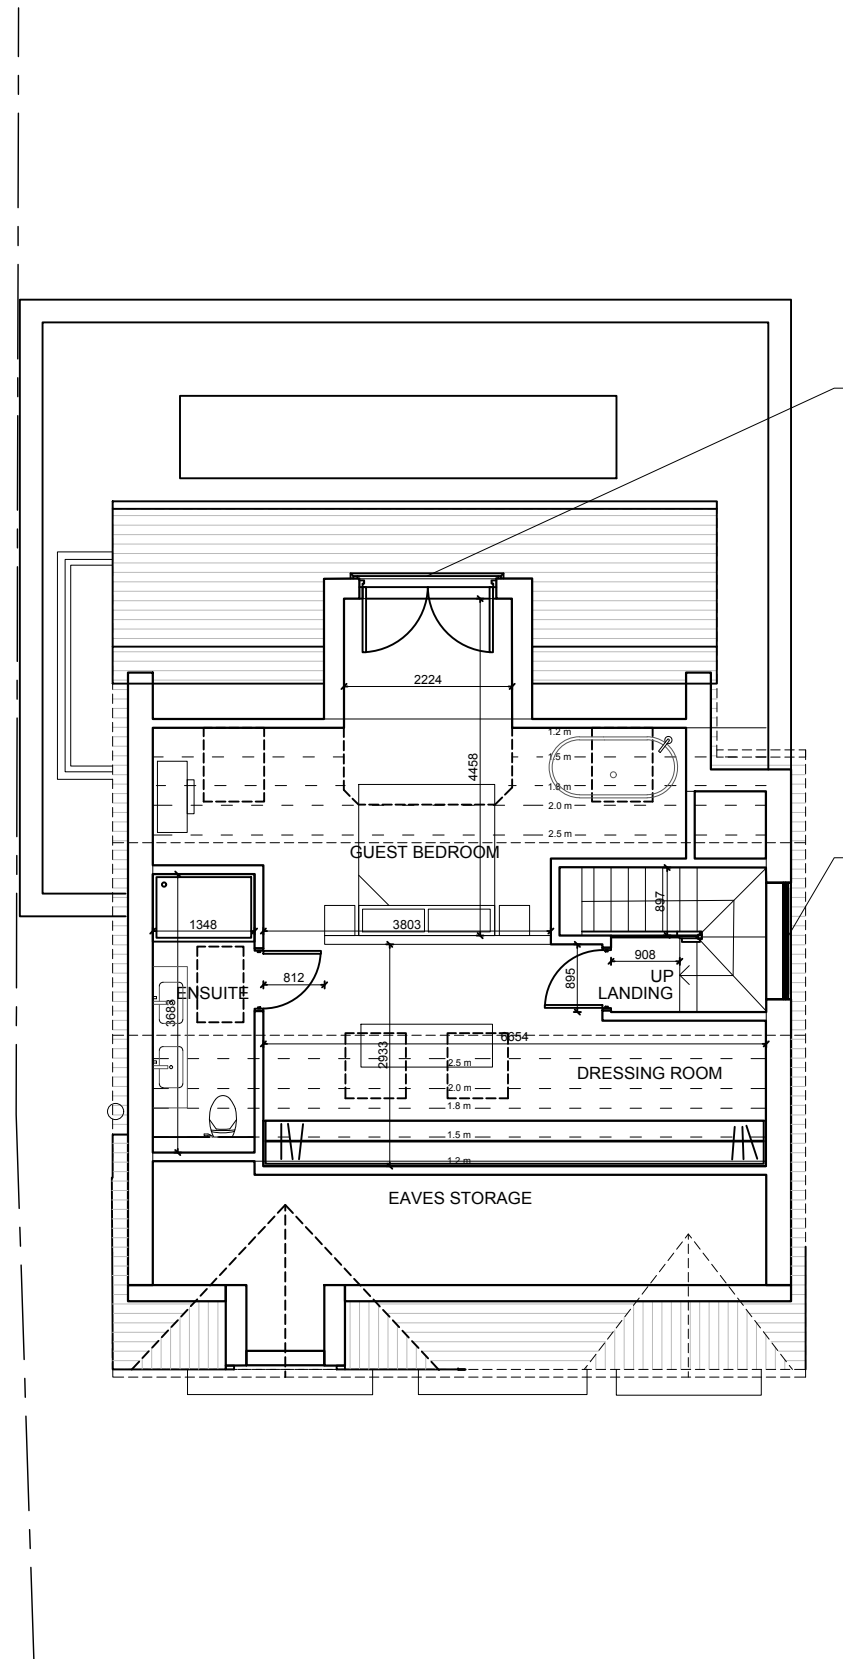 2224
1.2 m
1.5 m
4458
1.8 m
2.0 m
2.5 m
GUEST BEDROOM
897
1348
3803
908
812
895
UP
ENSUITE
LANDING
3683
6654
2933
2.5 m
DRESSING ROOM
2.0 m
1.8 m
1.5 m
1.2 m
EAVES STORAGE